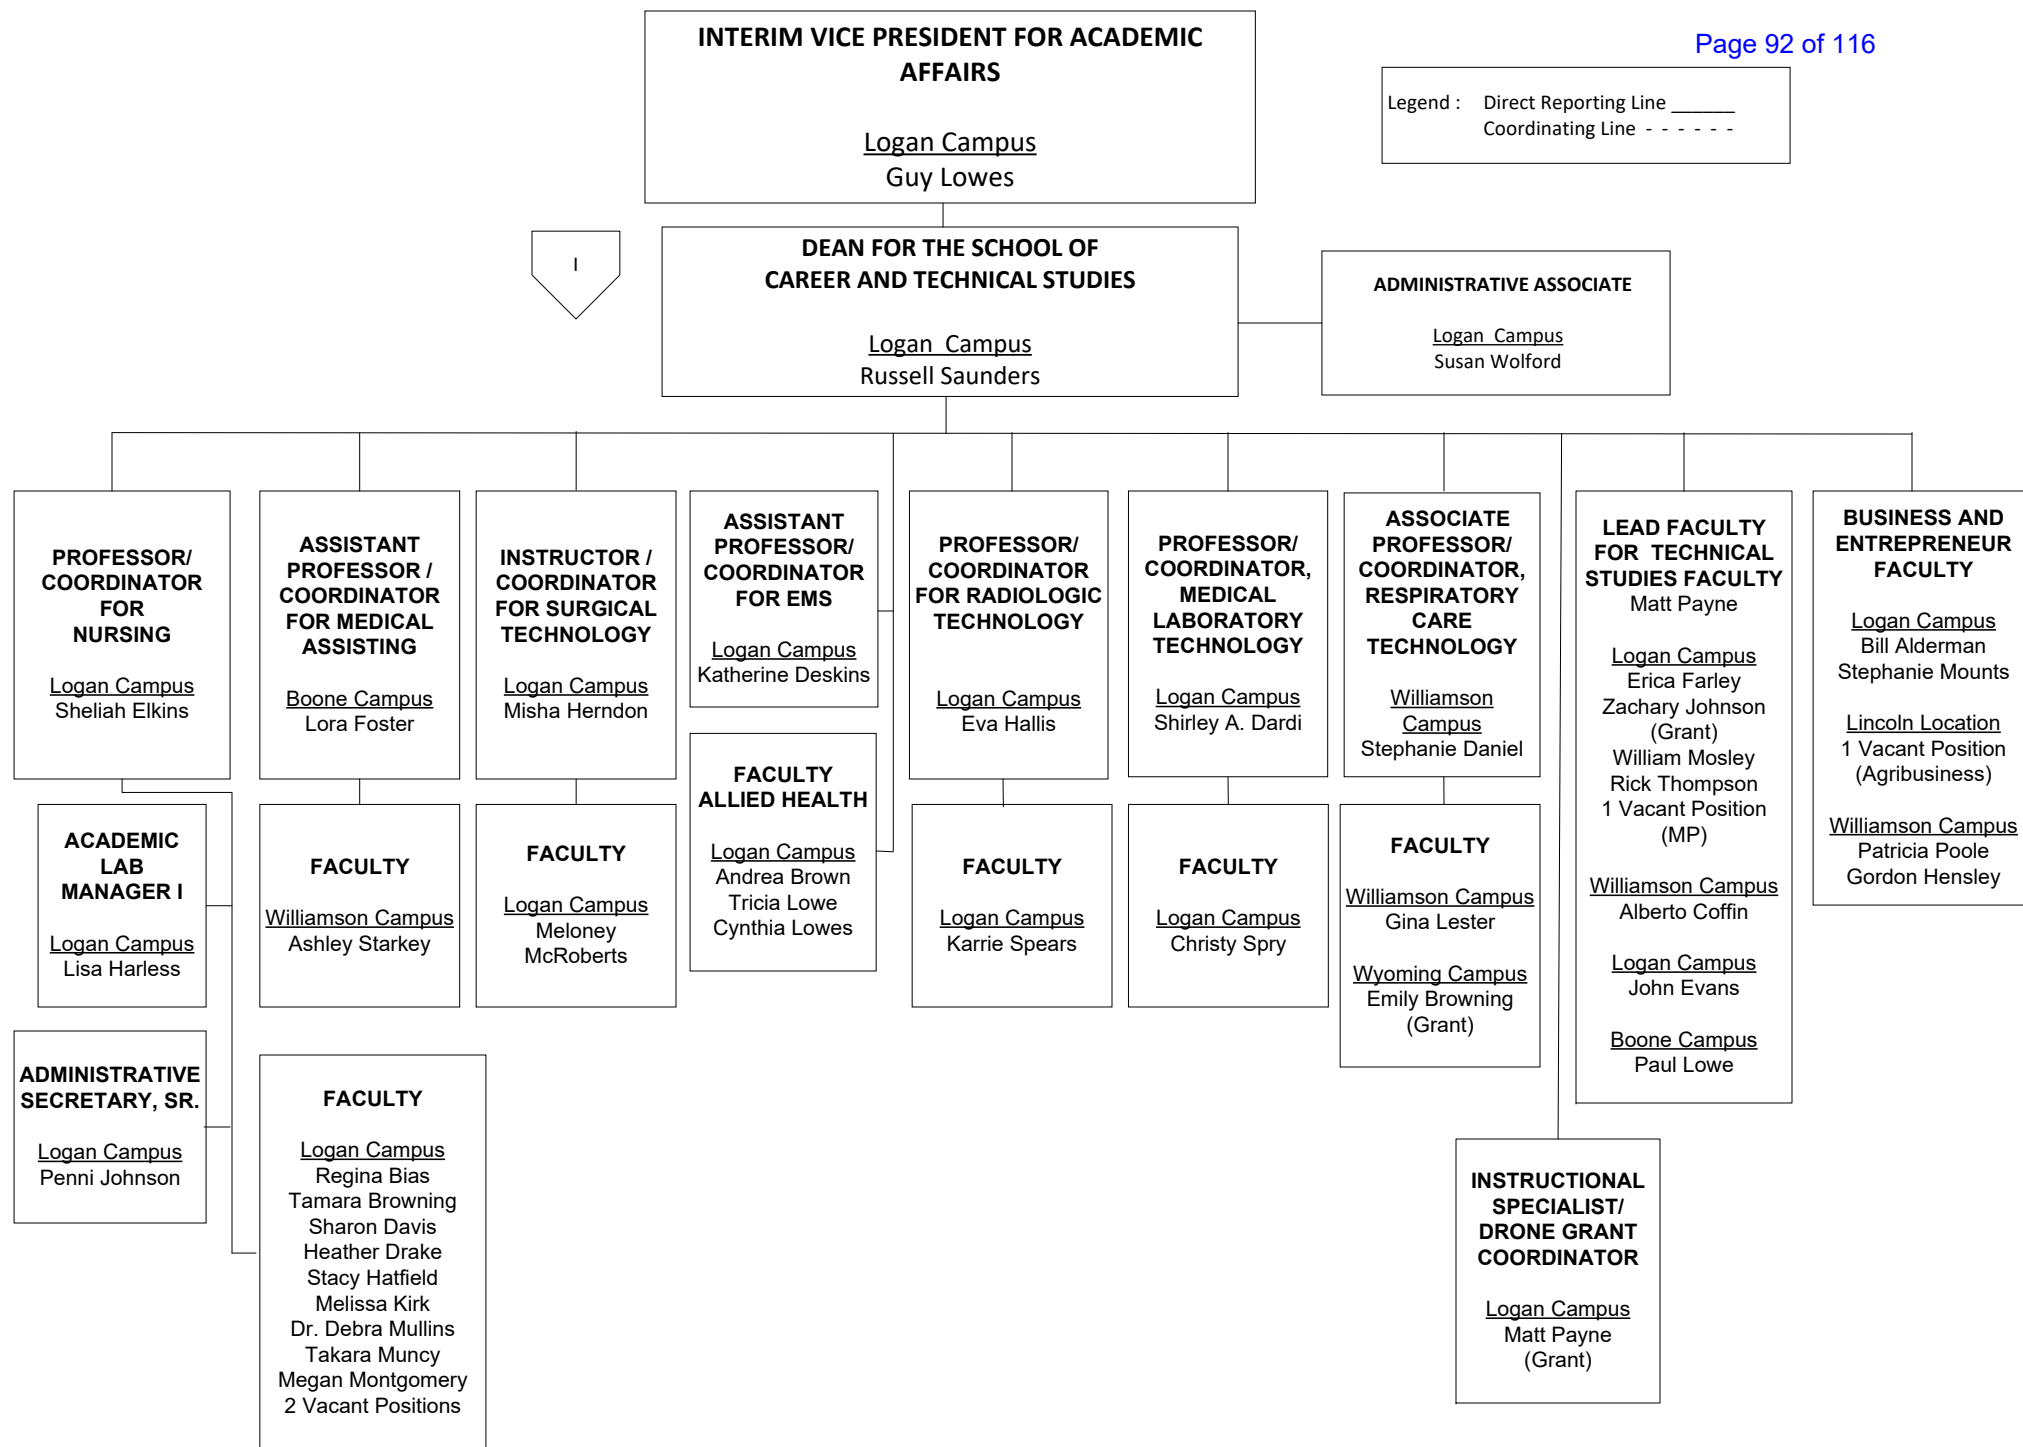 INTERIM VICE PRESIDENT FOR ACADEMIC
AFFAIRS
Logan Campus
Guy Lowes
Page 92 of 116
Legend : Direct Reporting Line ______
Coordinating Line - - - - - -
I
DEAN FOR THE SCHOOL OF
CAREER AND TECHNICAL STUDIES
Logan Campus
Russell Saunders
ADMINISTRATIVE ASSOCIATE
Logan Campus
Susan Wolford
PROFESSOR/
COORDINATOR
FOR
NURSING
Logan Campus
Sheliah Elkins
ASSISTANT
PROFESSOR /
COORDINATOR
FOR MEDICAL
ASSISTING
Boone Campus
Lora Foster
INSTRUCTOR /
COORDINATOR
FOR SURGICAL
TECHNOLOGY
Logan Campus
Misha Herndon
ASSISTANT
PROFESSOR/
COORDINATOR
FOR EMS
Logan Campus
Katherine Deskins
PROFESSOR/
COORDINATOR
FOR RADIOLOGIC
TECHNOLOGY
Logan Campus
Eva Hallis
PROFESSOR/
COORDINATOR,
MEDICAL
LABORATORY
TECHNOLOGY
Logan Campus
Shirley A. Dardi
ASSOCIATE
PROFESSOR/
COORDINATOR,
RESPIRATORY
CARE
TECHNOLOGY
Williamson
Campus
Stephanie Daniel
LEAD FACULTY
FOR TECHNICAL
STUDIES FACULTY
Matt Payne
Logan Campus
Erica Farley
Zachary Johnson
(Grant)
William Mosley
Rick Thompson
1 Vacant Position
(MP)
Williamson Campus
Alberto Coffin
Logan Campus
John Evans
Boone Campus
Paul Lowe
BUSINESS AND
ENTREPRENEUR
FACULTY
Logan Campus
Bill Alderman
Stephanie Mounts
Lincoln Location
1 Vacant Position
(Agribusiness)
Williamson Campus
Patricia Poole
Gordon Hensley
ACADEMIC
LAB
MANAGER I
Logan Campus
Lisa Harless
FACULTY
Williamson Campus
Ashley Starkey
FACULTY
Logan Campus
Meloney
McRoberts
FACULTY
ALLIED HEALTH
Logan Campus
Andrea Brown
Tricia Lowe
Cynthia Lowes
FACULTY
Logan Campus
Karrie Spears
FACULTY
Logan Campus
Christy Spry
FACULTY
Williamson Campus
Gina Lester
Wyoming Campus
Emily Browning
(Grant)
ADMINISTRATIVE
SECRETARY, SR.
Logan Campus
Penni Johnson
FACULTY
Logan Campus
Regina Bias
Tamara Browning
Sharon Davis
Heather Drake
Stacy Hatfield
Melissa Kirk
Dr. Debra Mullins
Takara Muncy
Megan Montgomery
2 Vacant Positions
INSTRUCTIONAL
SPECIALIST/
DRONE GRANT
COORDINATOR
Logan Campus
Matt Payne
(Grant)